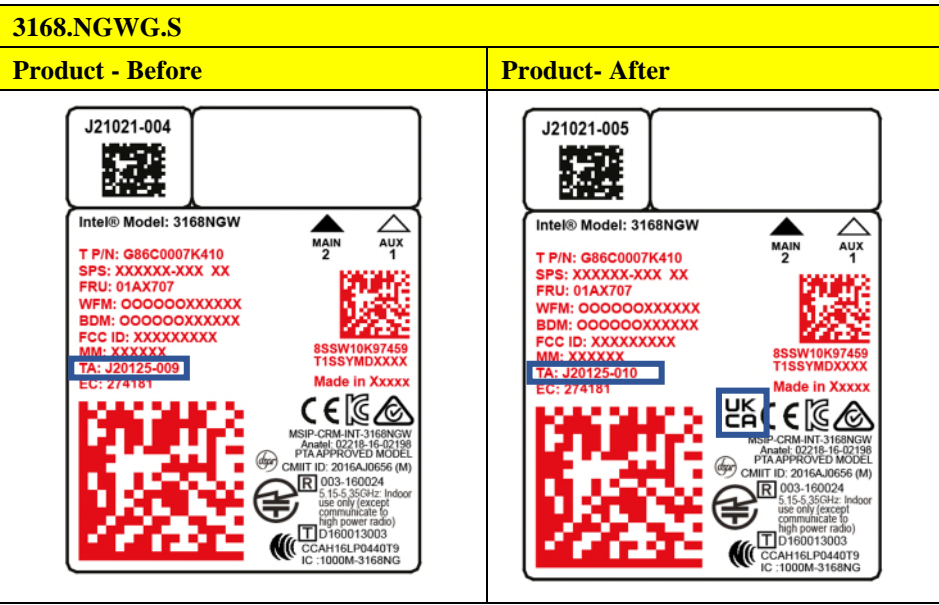 3168.NGWG.S
Product - Before
J21021-004
Intel® Model: 3168NGW
MAIN
2
AUX
1
T P/N: G86C0007K410
SPS: XXXXXX-XXX XX
FRU: 01AX707
WFM: OOOOOOXXXXXX
BDM: OOOOOOXXXXXX
FCC ID: XXXXXXXXX
MM: XXXXXX
TA: J20125-009
EC: 274181
8SSW10K97459
T1SSYMDXXXX
Made in Xxxxx
CE
MSIP-CRM-INT-3168NGW
Anatel: 02218-16-02198
PTA APPROVED MODEL
CMIIT ID: 2016AJ0656 (M)
R 003-160024
5.15-5.35GHz: Indoor
use only (except
communicate to
high power radio)
T D160013003
CCAH16LP0440T9
IC :1000M-3168NG
Product- After
J21021-005
Intel® Model: 3168NGW
MAIN
2
AUX
1
T P/N: G86C0007K410
SPS: XXXXXX-XXX XX
FRU: 01AX707
WFM: OOOOOOXXXXXX
BDM: OOOOOOXXXXXX
FCC ID: XXXXXXXXX
MM: XXXXXX
TA: J20125-010
EC: 274181
8SSW10K97459
T1SSYMDXXXX
Made in Xxxxx
UK
CA CE
MSIP-CRM-INT-3168NGW
Anatel: 02218-16-02198
PTA APPROVED MODEL
CMIIT ID: 2016AJ0656 (M)
R 003-160024
5.15-5.35GHz: Indoor
use only (except
communicate to
high power radio)
T D160013003
CCAH16LP0440T9
IC :1000M-3168NG